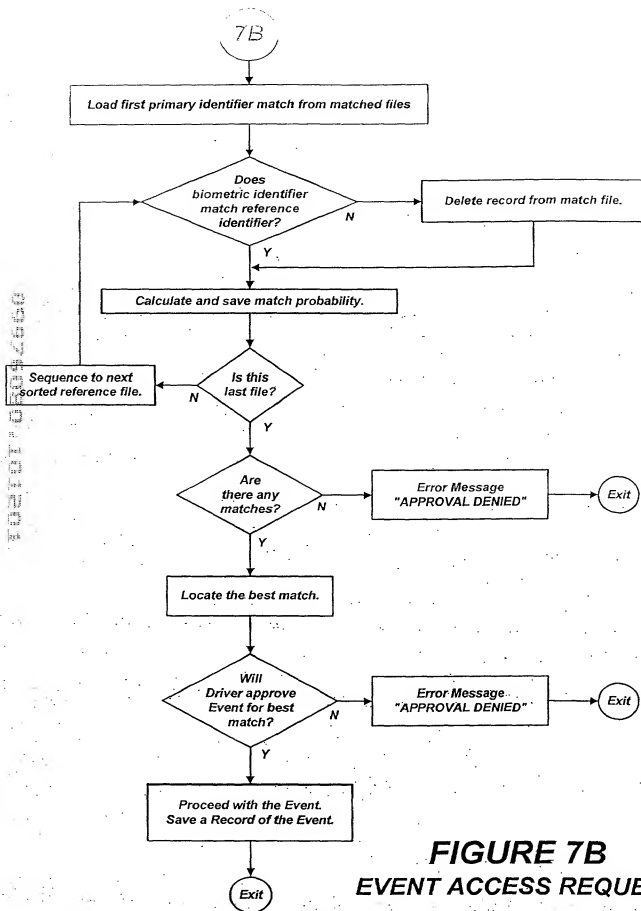 7B
Load first primary identifier match from matched files
Does
biometric identifier
match reference
identifier?
N
Delete record from match file.
Y
Calculate and save match probability.
Sequence to next
sorted reference file.
N
Is this
last file?
Y
Are
there any
matches?
N
Error Message
"APPROVAL DENIED"
Exit
Y
Locate the best match.
Will
Driver approve
Event for best
match?
N
Error Message
"APPROVAL DENIED"
Exit
Y
Proceed with the Event.
Save a Record of the Event.
Exit
FIGURE 7B
EVENT ACCESS REQUE